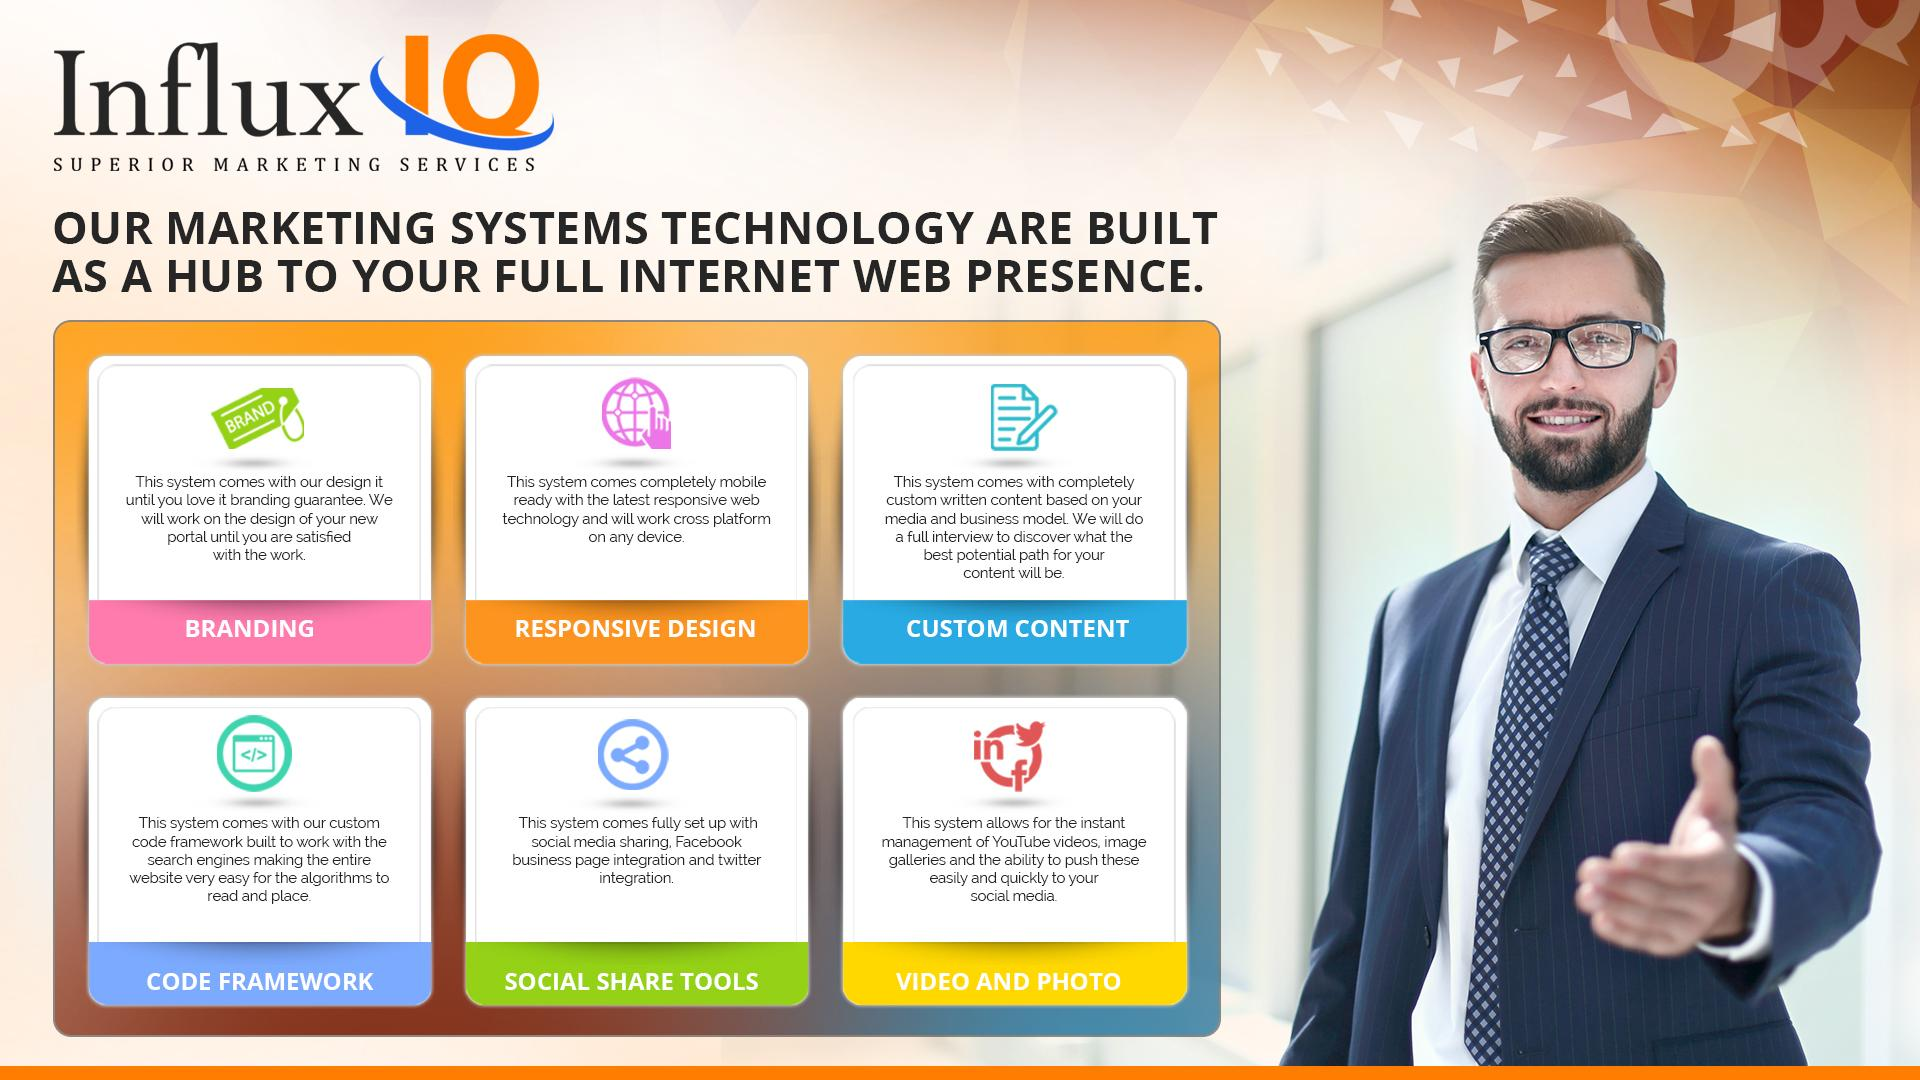 Influx IQ
SUPERIOR MARKETING SERVICES
OUR MARKETING SYSTEMS TECHNOLOGY ARE BUILT
AS A HUB TO YOUR FULL INTERNET WEB PRESENCE.
BRAND
This system comes with our design it
until you love it branding guarantee. We
will work on the design of your new
portal until you are satisfied
with the work.
BRANDING
This system comes completely mobile
ready with the latest responsive web
technology and will work cross platform
on any device.
RESPONSIVE DESIGN
This system comes with completely
custom written content based on your
media and business model. We will do
a full interview to discover what the
best potential path for your
content will be.
CUSTOM CONTENT
</>
This system comes with our custom
code framework built to work with the
search engines making the entire
website very easy for the algorithms to
read and place.
CODE FRAMEWORK
This system comes fully set up with
social media sharing, Facebook
business page integration and twitter
integration.
SOCIAL SHARE TOOLS
in
f
This system allows for the instant
management of YouTube videos, image
galleries and the ability to push these
easily and quickly to your
social media.
VIDEO AND PHOTO